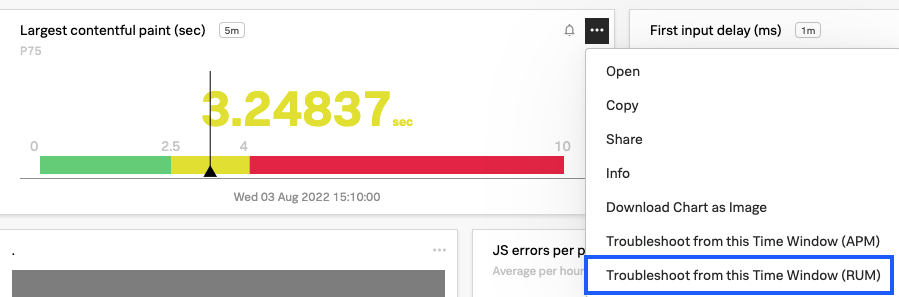 Largest contentful paint (sec) 5m
P75
3.24837 sec
0 2.5 4 10
Wed 03 Aug 2022 15:10:00
First input delay (ms) 1m
Open
Copy
Share
Info
Download Chart as Image
Troubleshoot from this Time Window (APM)
Troubleshoot from this Time Window (RUM)
.
JS errors per p
Average per hour